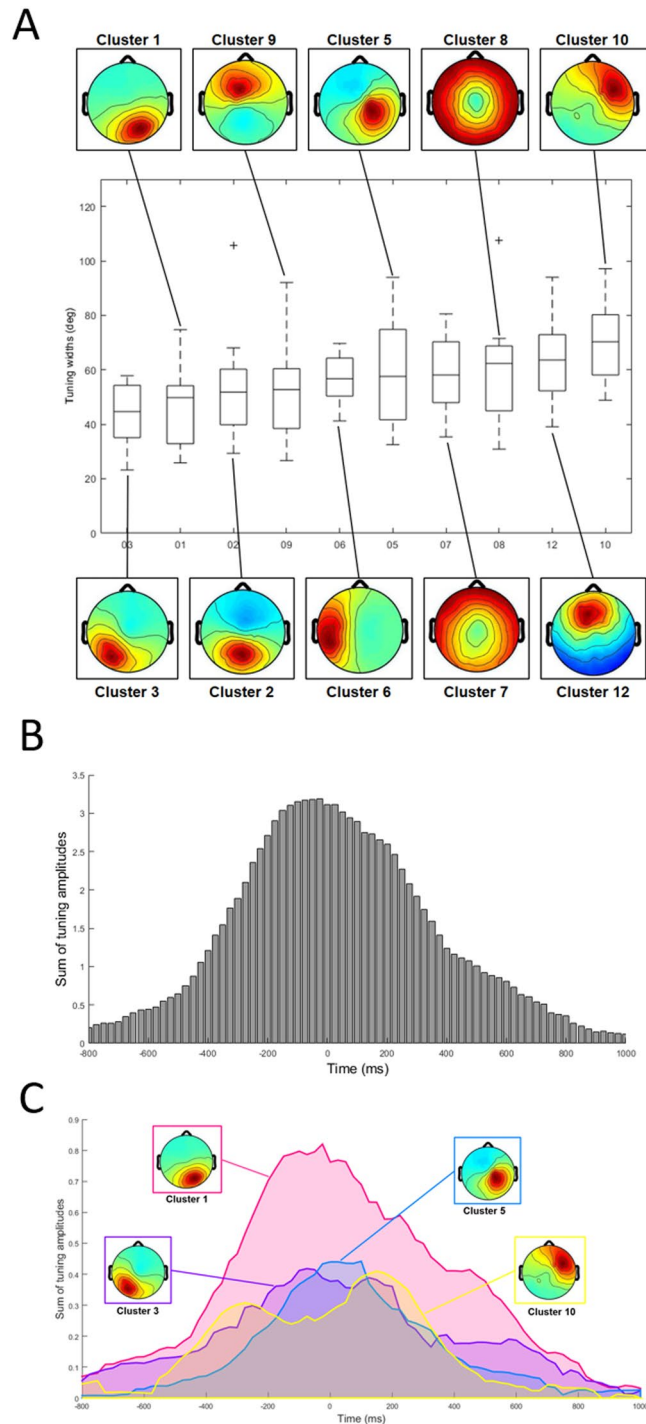 A
Cluster 1 Cluster 9 Cluster 5 Cluster 8 Cluster 10
Tuning widths (deg)
120
100
80
60
40
20
0
03 01 02 09 06 05 07 08 12 10
Cluster 3 Cluster 2 Cluster 6 Cluster 7 Cluster 12
B
Sum of tuning amplitudes
3.5
3
2.5
2
1.5
1
0.5
0
-800 -600 -400 -200 0 200 400 600 800 1000
Time (ms)
C
Sum of tuning amplitudes
0.9
0.8
0.7
0.6
0.5
0.4
0.3
0.2
0.1
0
Cluster 1
Cluster 5
Cluster 3
Cluster 10
-800 -600 -400 -200 0 200 400 600 800 1000
Time (ms)